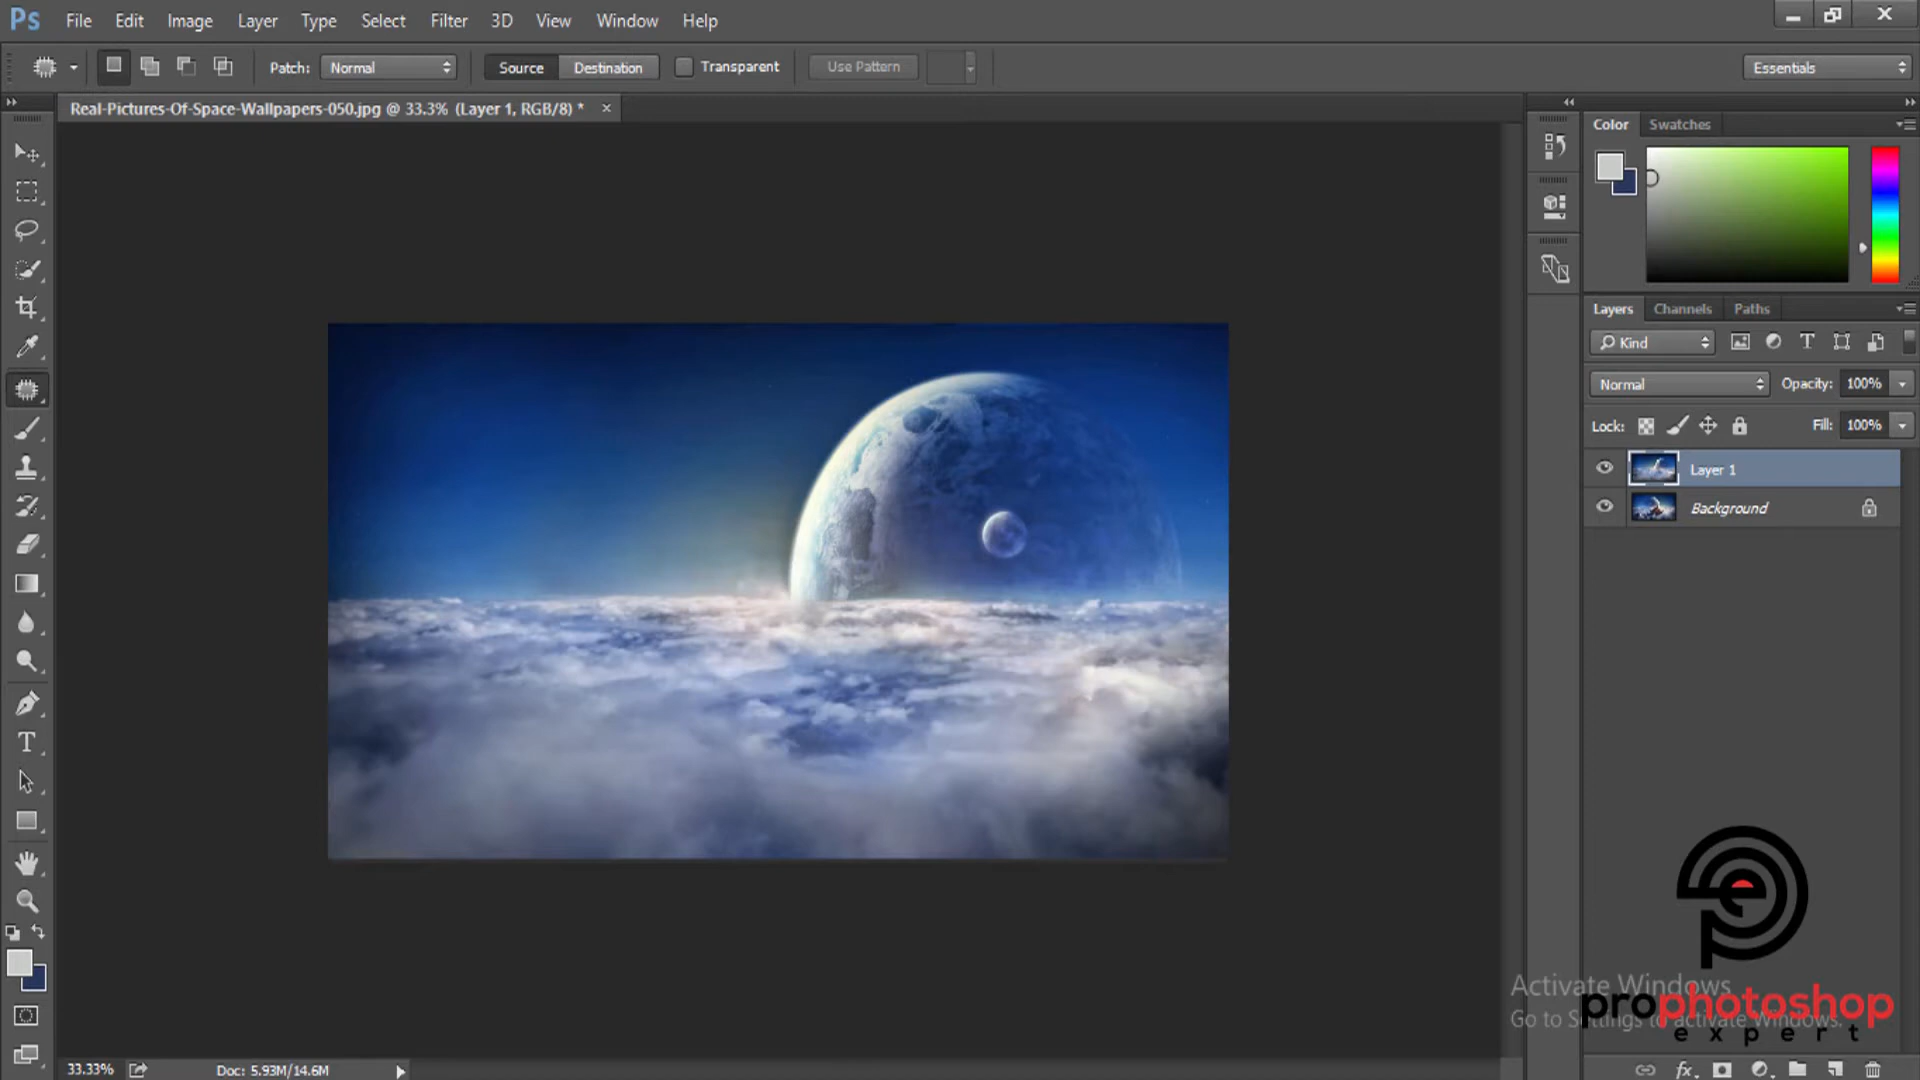 Ps File Edit Image Layer Type Select Filter 3D View Window Help
Patch: Normal Source Destination Transparent Use Pattern Essentials
Real-Pictures-Of-Space-Wallpapers-050.jpg @ 33.3% (Layer 1, RGB/8) * ×
Color Swatches
Layers Channels Paths
Kind
Normal Opacity: 100%
Lock: Fill: 100%
Layer 1
Background
Activate Windows
Go to Settings to activate Windows.
prophotoshop
expert
33.33% Doc: 5.93M/14.6M
fx